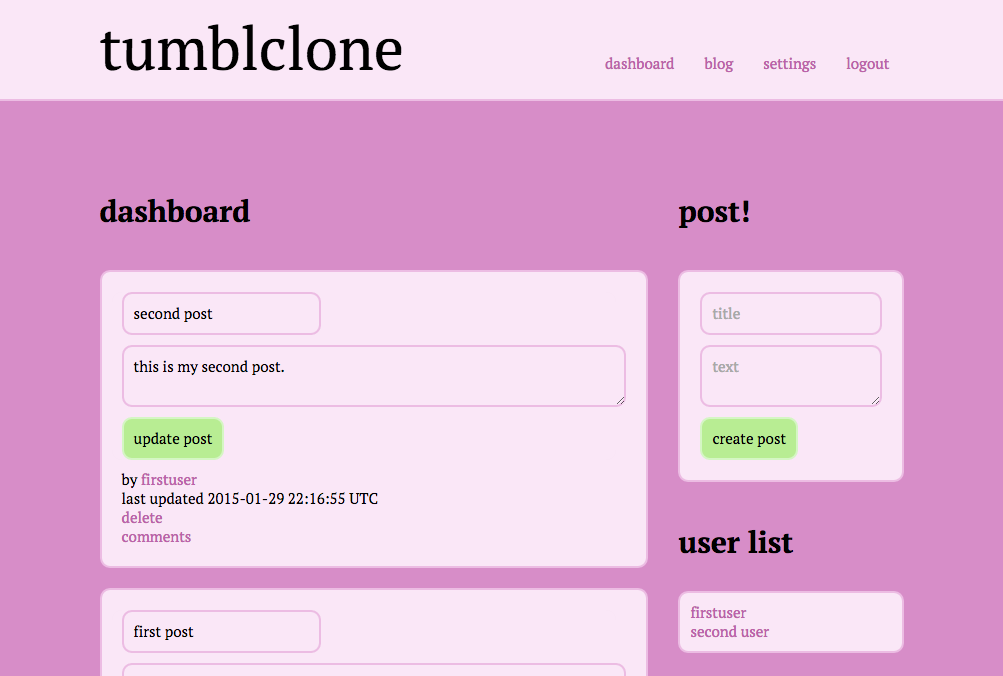 tumblclone
dashboard blog settings logout
dashboard
second post
this is my second post.
update post
by firstuser
last updated 2015-01-29 22:16:55 UTC
delete
comments
first post
post!
title
text
create post
user list
firstuser
second user